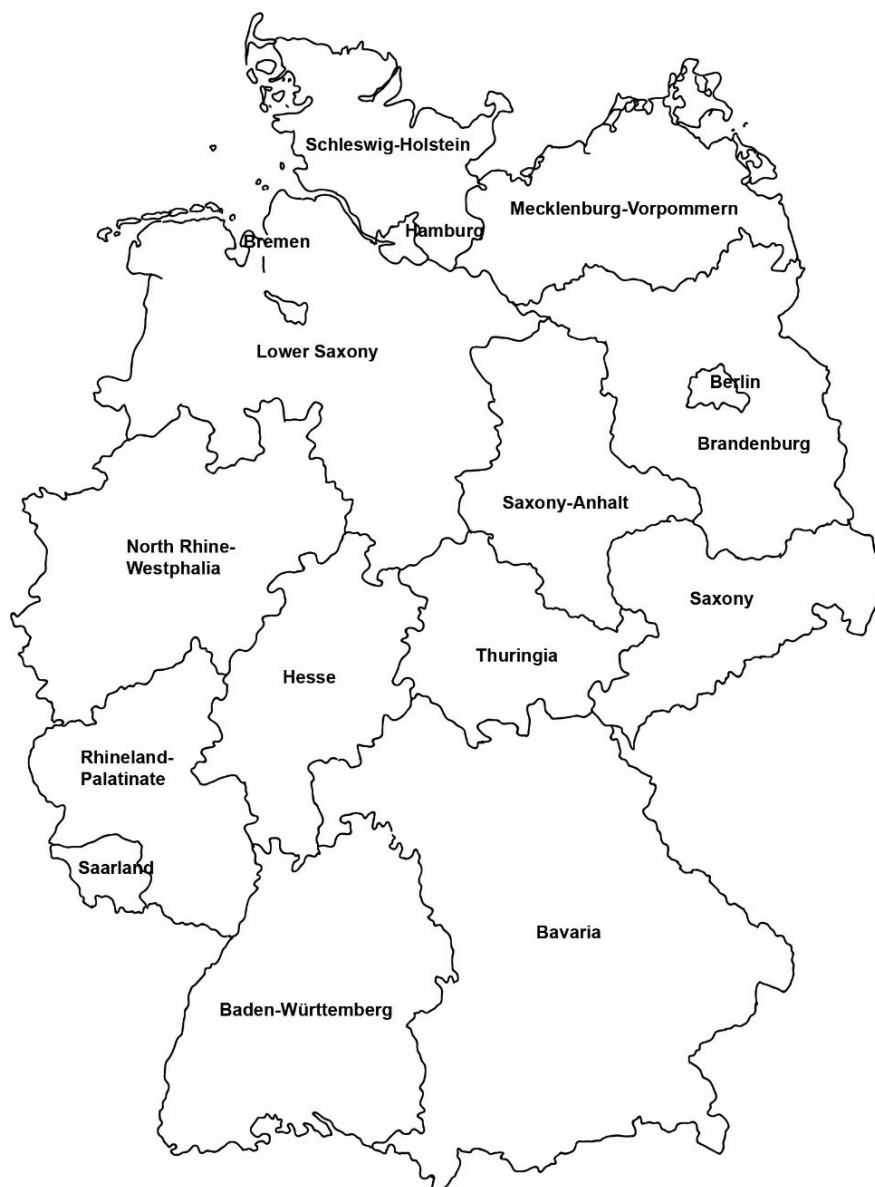 Schleswig-Holstein
Mecklenburg-Vorpommern
Hamburg
Bremen
Lower Saxony
Berlin
Brandenburg
Saxony-Anhalt
North Rhine-
Westphalia
Saxony
Thuringia
Hesse
Rhineland-
Palatinate
Saarland
Bavaria
Baden-Württemberg